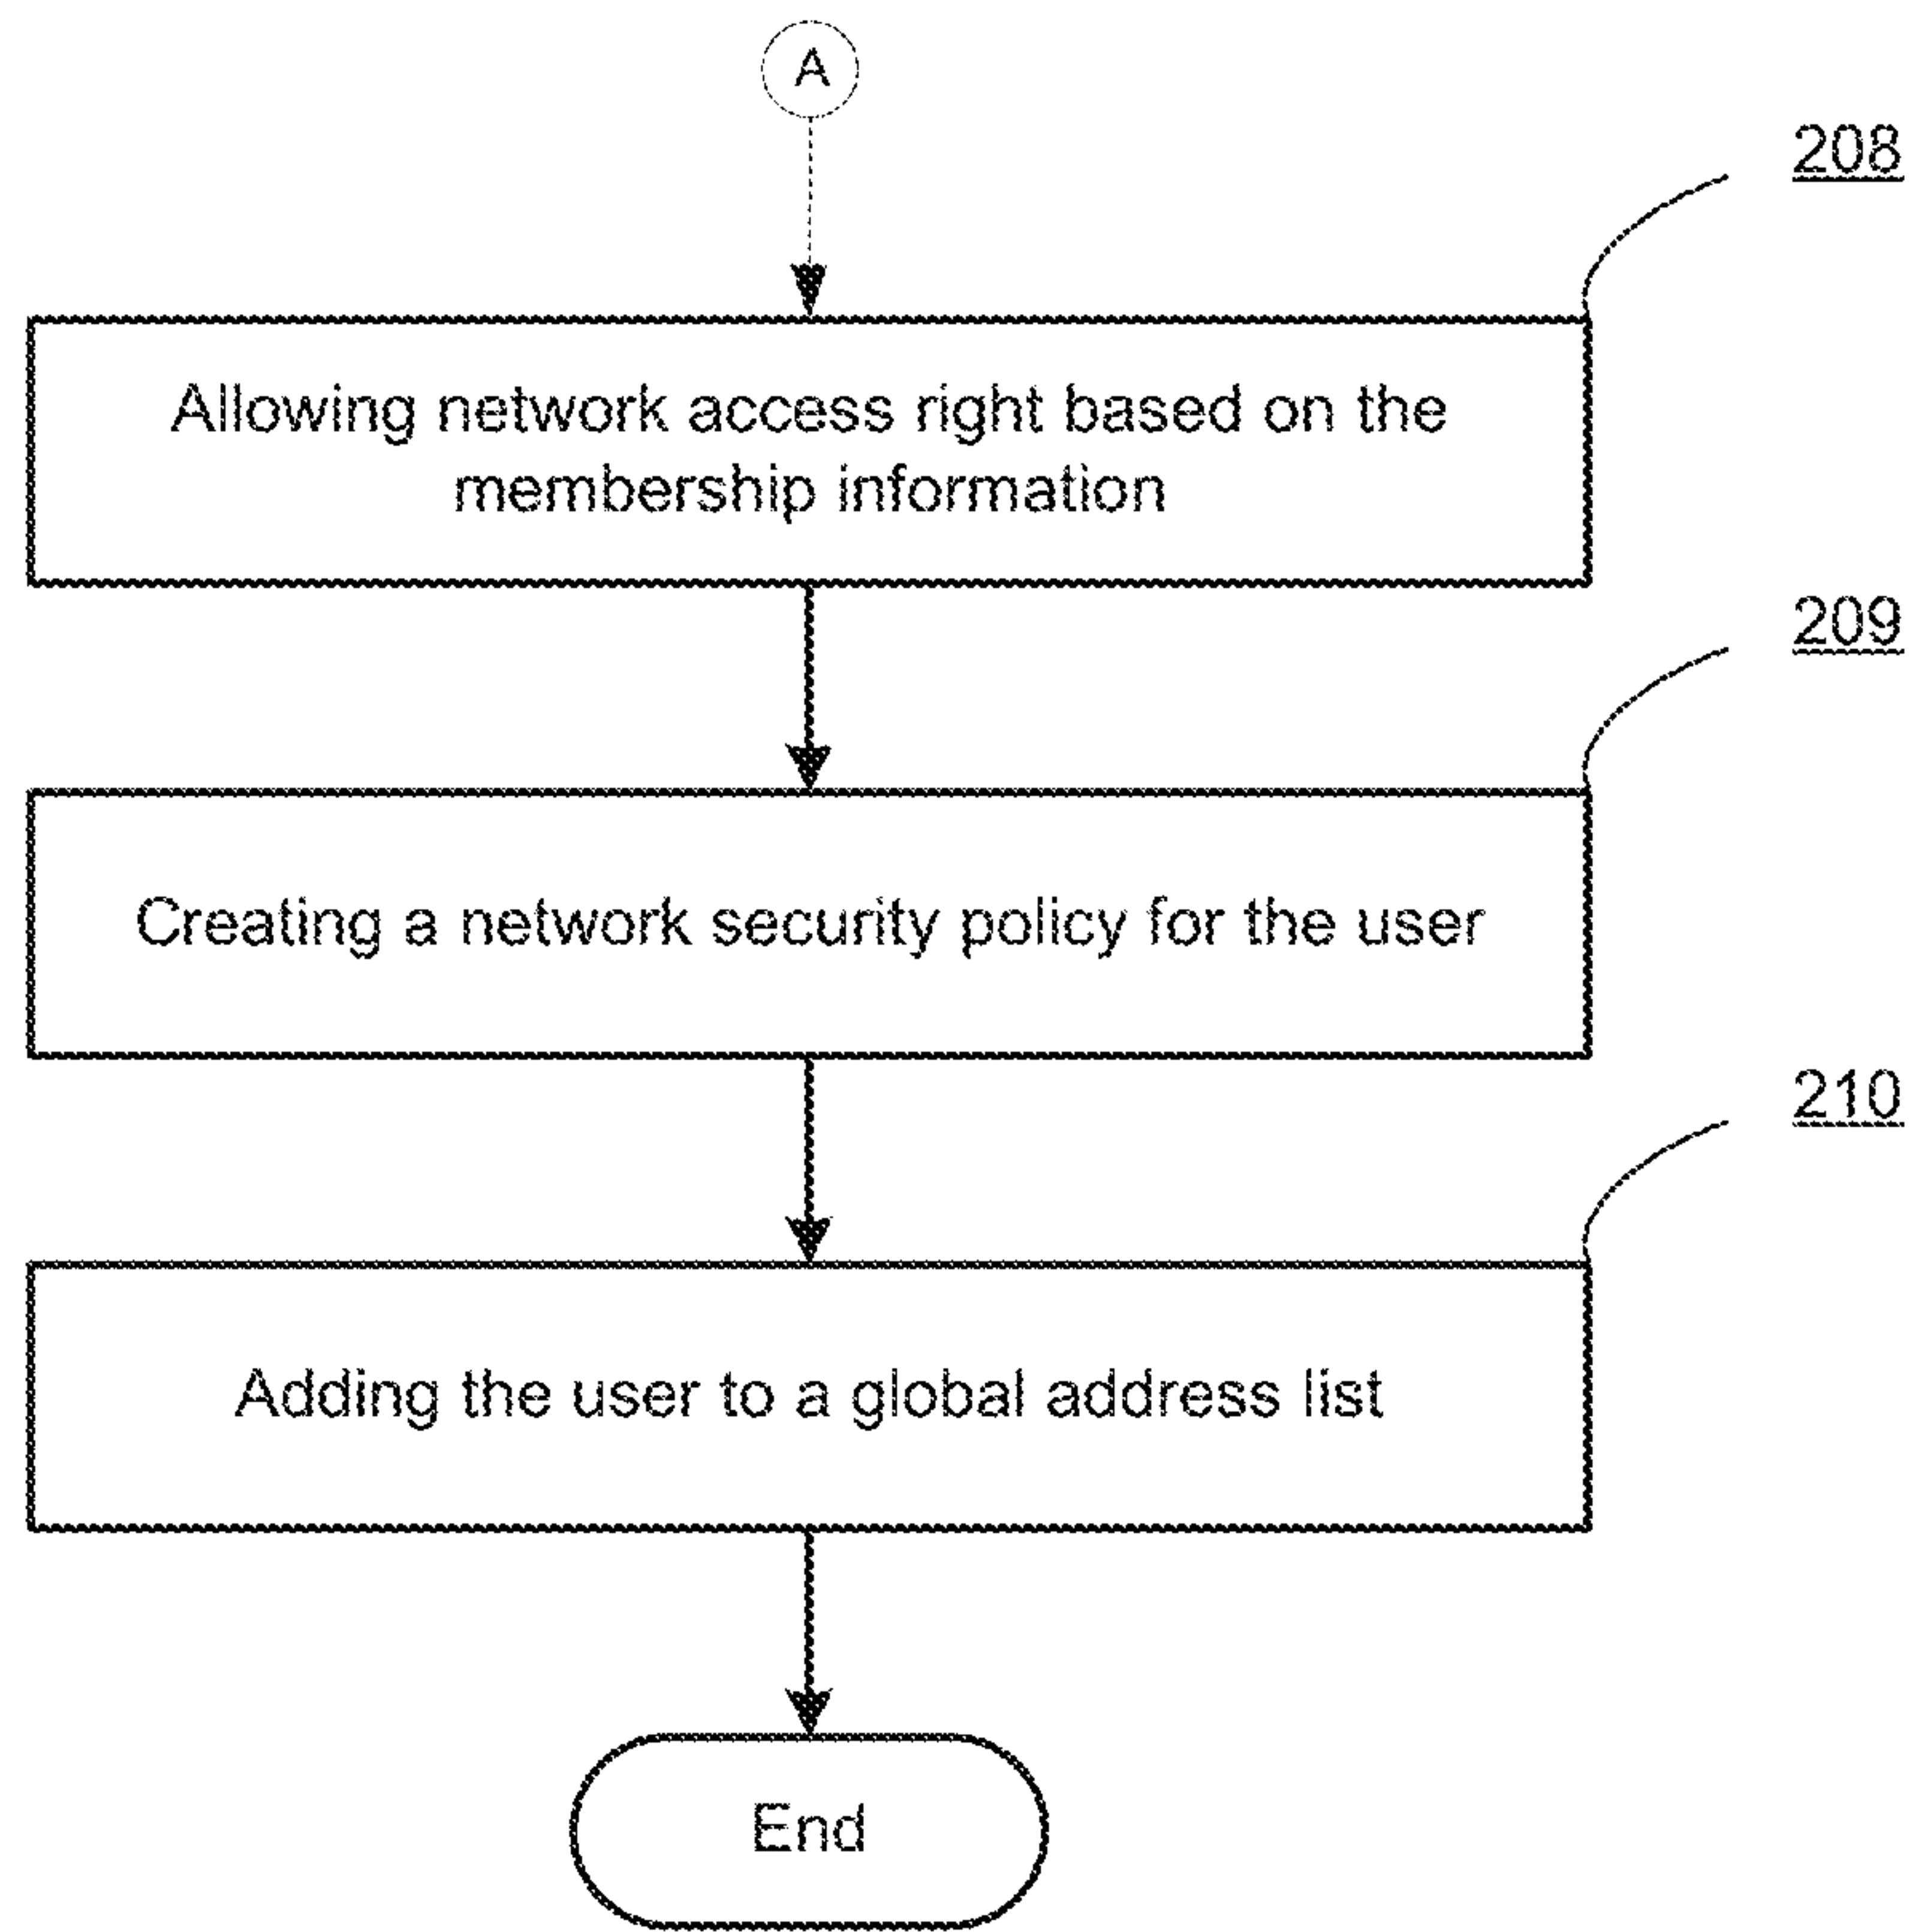 A
208
Allowing network access right based on the
membership information
209
Creating a network security policy for the user
210
Adding the user to a global address list
End